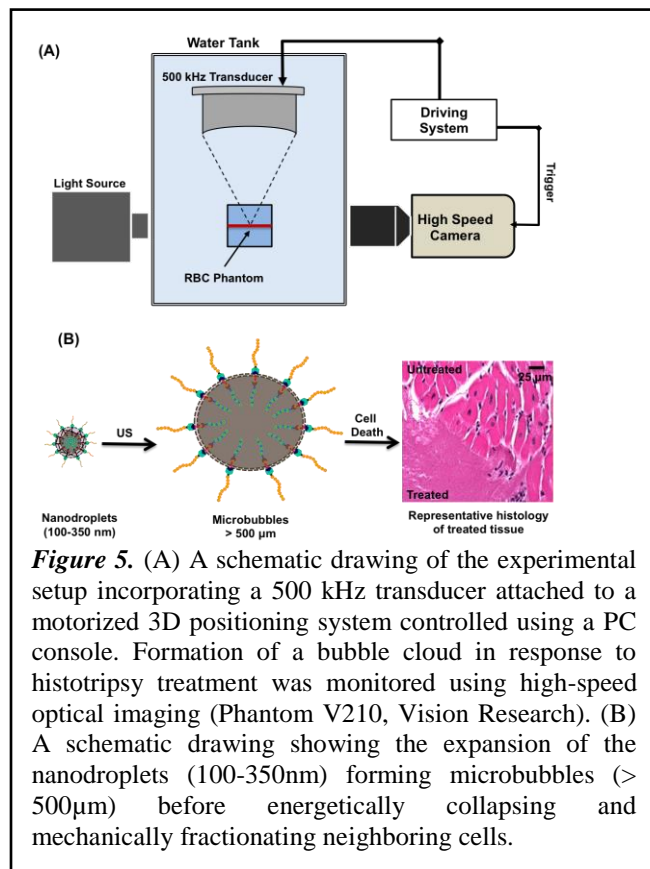 (A)
Water Tank
500 kHz Transducer
Driving
System
Light Source
Trigger
High Speed
Camera
RBC Phantom
(B)
US
Cell
Death
Untreated
25 µm
Treated
Nanodroplets
(100-350 nm)
Microbubbles
> 500 µm
Representative histology
of treated tissue
Figure 5. (A) A schematic drawing of the experimental
setup incorporating a 500 kHz transducer attached to a
motorized 3D positioning system controlled using a PC
console. Formation of a bubble cloud in response to
histotripsy treatment was monitored using high-speed
optical imaging (Phantom V210, Vision Research). (B)
A schematic drawing showing the expansion of the
nanodroplets (100-350nm) forming microbubbles (>
500µm) before energetically collapsing and
mechanically fractionating neighboring cells.